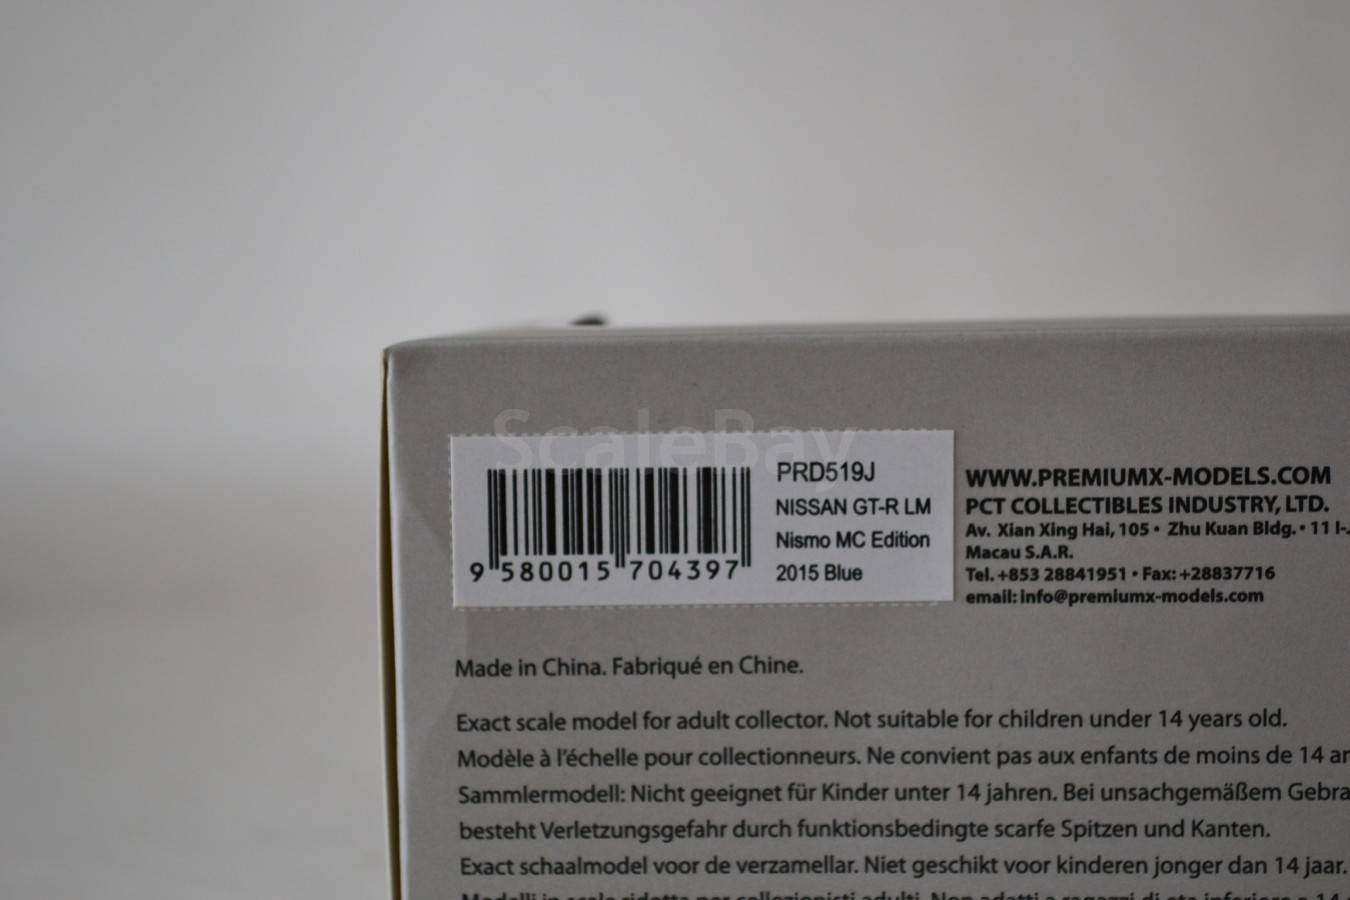 ScaleBay
9 580015 704397
PRD519J
NISSAN GT-R LM
Nismo MC Edition
2015 Blue
WWW.PREMIUMX-MODELS.COM
PCT COLLECTIBLES INDUSTRY, LTD.
Av. Xian Xing Hai, 105 • Zhu Kuan Bldg. • 11 I-J
Macau S.A.R.
Tel. +853 28841951 • Fax: +28837716
email: info@premiumx-models.com
Made in China. Fabriqué en Chine.
Exact scale model for adult collector. Not suitable for children under 14 years old.
Modèle à l'échelle pour collectionneurs. Ne convient pas aux enfants de moins de 14
Sammlermodell: Nicht geeignet für Kinder unter 14 jahren. Bei unsachgemäßem Gebra
besteht Verletzungsgefahr durch funktionsbedingte scarfe Spitzen und Kanten.
Exact schaalmodel voor de verzamellar. Niet geschikt voor kinderen jonger dan 14 jaar.